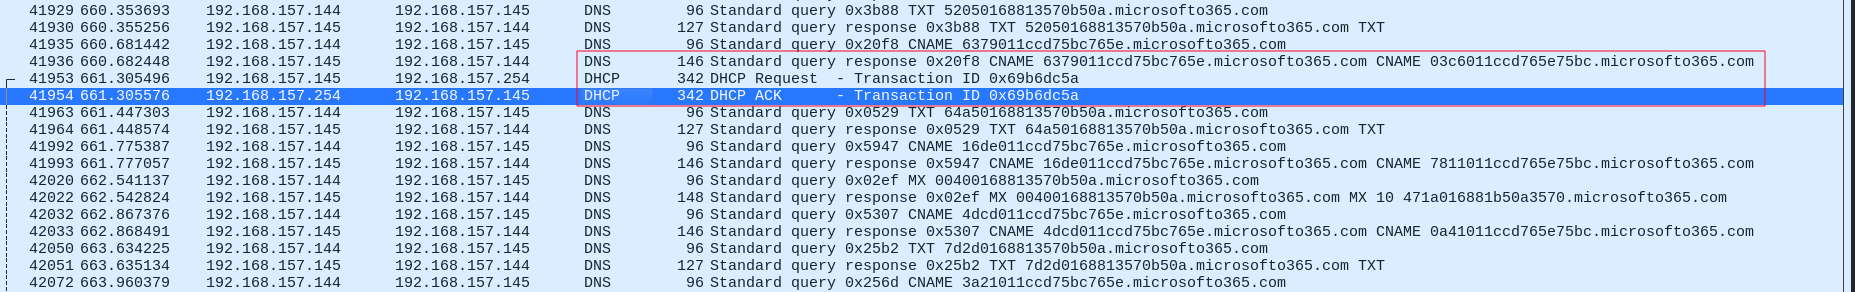 41929 660.353693 192.168.157.144 192.168.157.145 DNS 96 Standard query 0x3b88 TXT 52050168813570b50a.microsofto365.com
41930 660.355256 192.168.157.145 192.168.157.144 DNS 127 Standard query response 0x3b88 TXT 52050168813570b50a.microsofto365.com TXT
41935 660.681442 192.168.157.144 192.168.157.145 DNS 96 Standard query 0x20f8 CNAME 6379011ccd75bc765e.microsofto365.com
41936 660.682448 192.168.157.145 192.168.157.144 DNS 146 Standard query response 0x20f8 CNAME 6379011ccd75bc765e.microsofto365.com CNAME 03c6011ccd765e75bc.microsofto365.com
41953 661.305496 192.168.157.145 192.168.157.254 DHCP 342 DHCP Request - Transaction ID 0x69b6dc5a
41954 661.305576 192.168.157.254 192.168.157.145 DHCP 342 DHCP ACK - Transaction ID 0x69b6dc5a
41963 661.447303 192.168.157.144 192.168.157.145 DNS 96 Standard query 0x0529 TXT 64a50168813570b50a.microsofto365.com
41964 661.448574 192.168.157.145 192.168.157.144 DNS 127 Standard query response 0x0529 TXT 64a50168813570b50a.microsofto365.com TXT
41992 661.775387 192.168.157.144 192.168.157.145 DNS 96 Standard query 0x5947 CNAME 16de011ccd75bc765e.microsofto365.com
41993 661.777057 192.168.157.145 192.168.157.144 DNS 146 Standard query response 0x5947 CNAME 16de011ccd75bc765e.microsofto365.com CNAME 7811011ccd765e75bc.microsofto365.com
42020 662.541137 192.168.157.144 192.168.157.145 DNS 96 Standard query 0x02ef MX 00400168813570b50a.microsofto365.com
42022 662.542824 192.168.157.145 192.168.157.144 DNS 148 Standard query response 0x02ef MX 00400168813570b50a.microsofto365.com MX 10 471a016881b50a3570.microsofto365.com
42032 662.867376 192.168.157.144 192.168.157.145 DNS 96 Standard query 0x5307 CNAME 4dcd011ccd75bc765e.microsofto365.com
42033 662.868491 192.168.157.145 192.168.157.144 DNS 146 Standard query response 0x5307 CNAME 4dcd011ccd75bc765e.microsofto365.com CNAME 0a41011ccd765e75bc.microsofto365.com
42050 663.634225 192.168.157.144 192.168.157.145 DNS 96 Standard query 0x25b2 TXT 7d2d0168813570b50a.microsofto365.com
42051 663.635134 192.168.157.145 192.168.157.144 DNS 127 Standard query response 0x25b2 TXT 7d2d0168813570b50a.microsofto365.com TXT
42072 663.960379 192.168.157.144 192.168.157.145 DNS 96 Standard query 0x256d CNAME 3a21011ccd75bc765e.microsofto365.com